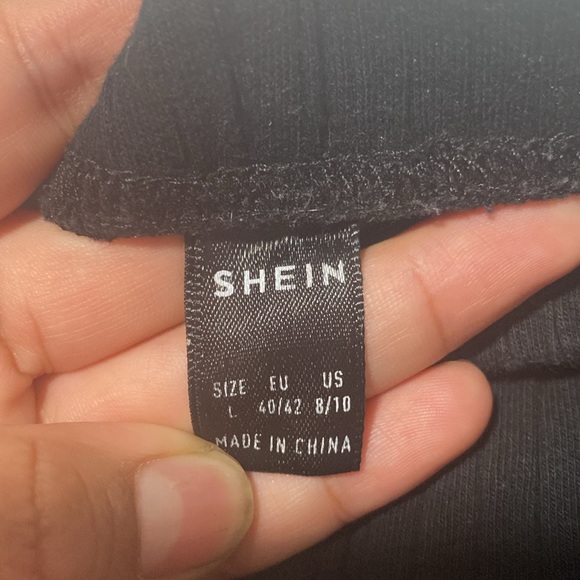 SHEIN
SIZE EU US
L 40/42 8/10
MADE IN CHINA